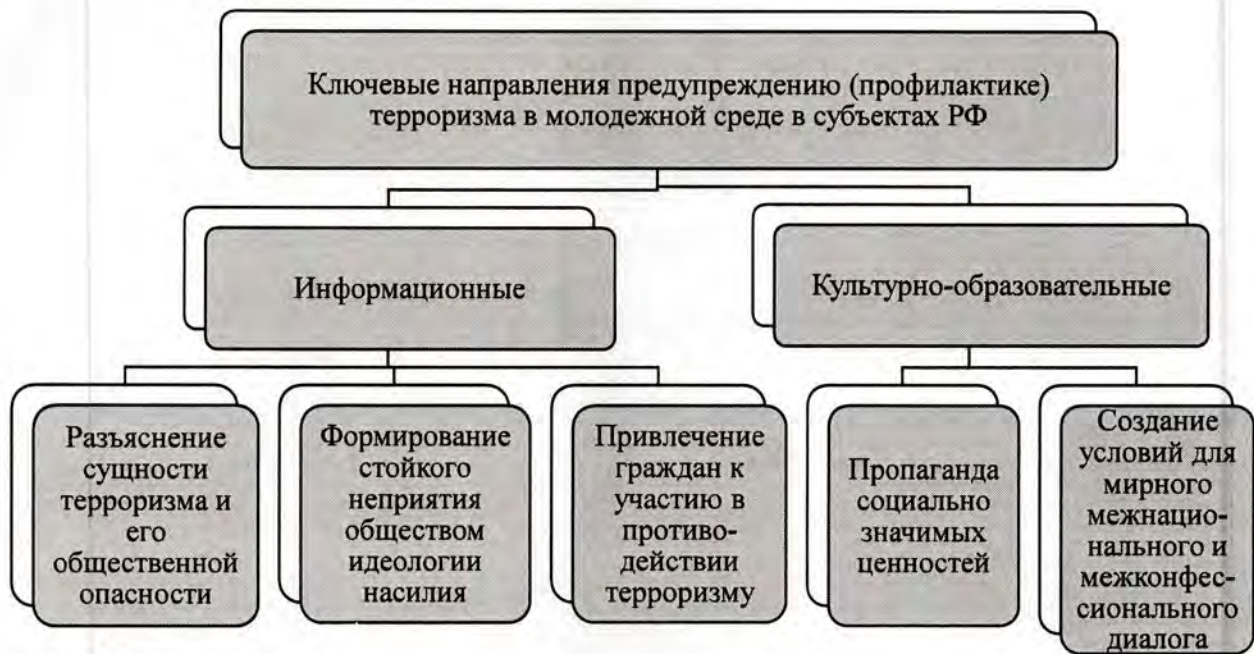 Ключевые направления предупреждению (профилактике)
терроризма в молодежной среде в субъектах РФ
Информационные
Культурно-образовательные
Разъяснение
сущности
терроризма и
его
общественной
опасности
Формирование
стойкого
неприятия
обществом
идеологии
насилия
Привлечение
граждан к
участию в
противо-
действии
терроризму
Пропаганда
социально
значимых
ценностей
Создание
условий для
мирного
межнацио-
нального и
межконфес-
сионального
диалога